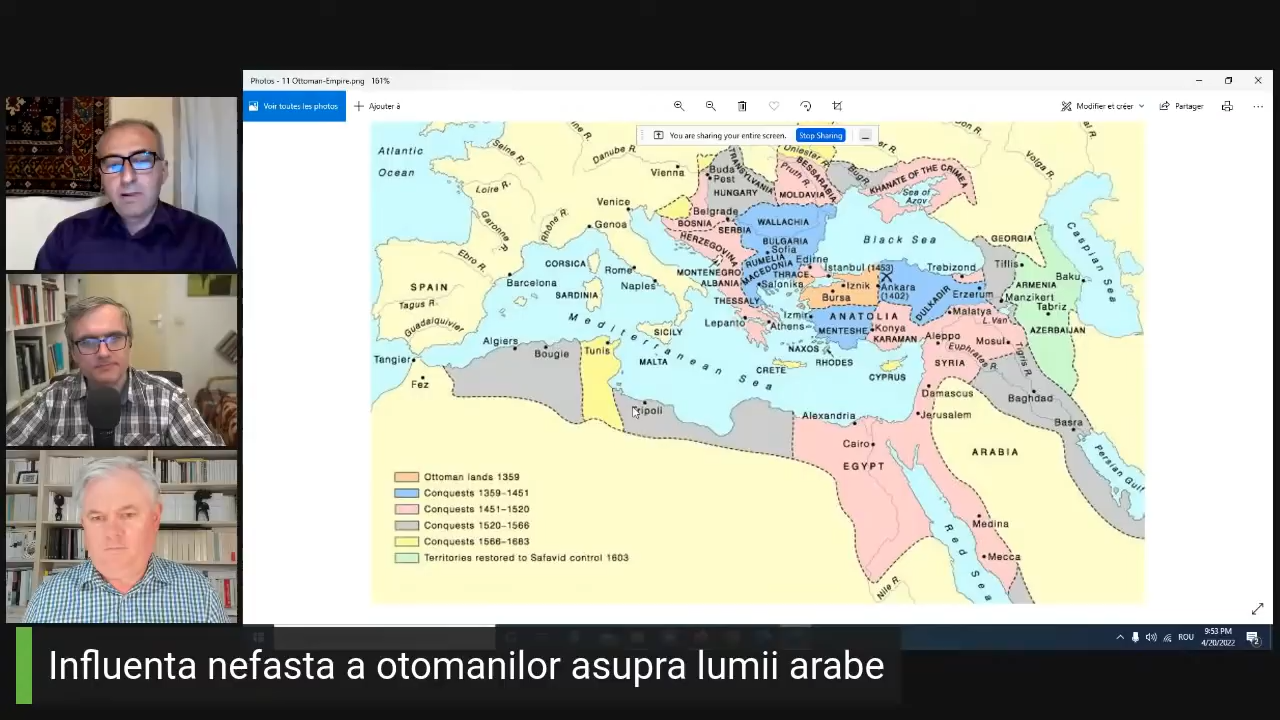 Photos - 11 Ottoman-Empire.png 161%
Voir toutes les photos
Ajouter à
Modifier et créer
Partager
You are sharing your entire screen.
Stop Sharing
Atlantic
Ocean
Seine R.
Loire R.
Garonne R.
Rhône R.
Ebro R.
Danube R.
Vienna
Venice
Genoa
Buda
Pest
HUNGARY
TRANSYLVANIA
Dniester R.
Pruth R.
BESSARABIA
MOLDAVIA
Bugh R.
Don R.
Volga R.
KHANATE OF THE CRIMEA
Sea of
Azov
Belgrade
BOSNIA
SERBIA
HERZEGOVINA
MONTENEGRO
ALBANIA
THESSALY
WALLACHIA
BULGARIA
Sofia
RUMELIA
MACEDONIA
Edirne
THRACE
Salonika
Black Sea
Caspian Sea
GEORGIA
Tiflis
Baku
ARMENIA
Manzikert
Tabriz
AZERBAIJAN
Istanbul (1453)
Trebizond
Iznik
Bursa
Ankara
(1402)
DULKADIR
Erzerum
Malatya
L. Van
CORSICA
Rome
Naples
SARDINIA
SICILY
MALTA
SPAIN
Barcelona
Tagus R.
Guadalquivir
Tangier
Fez
Algiers
Bougie
Tunis
Mediterranean Sea
Lepanto
Athens
Izmir
ANATOLIA
MENTESHE
Konya
KARAMAN
NAXOS
RHODES
CRETE
CYPRUS
Aleppo
Mosul
Euphrates R.
Tigris R.
SYRIA
Damascus
Jerusalem
Baghdad
Basra
Persian Gulf
Tripoli
Alexandria
Cairo
EGYPT
ARABIA
Medina
Mecca
Red Sea
Nile R.
Ottoman lands 1359
Conquests 1359–1451
Conquests 1451–1520
Conquests 1520–1566
Conquests 1566–1683
Territories restored to Safavid control 1603
ROU
9:53 PM
4/20/2022
Influenta nefasta a otomanilor asupra lumii arabe